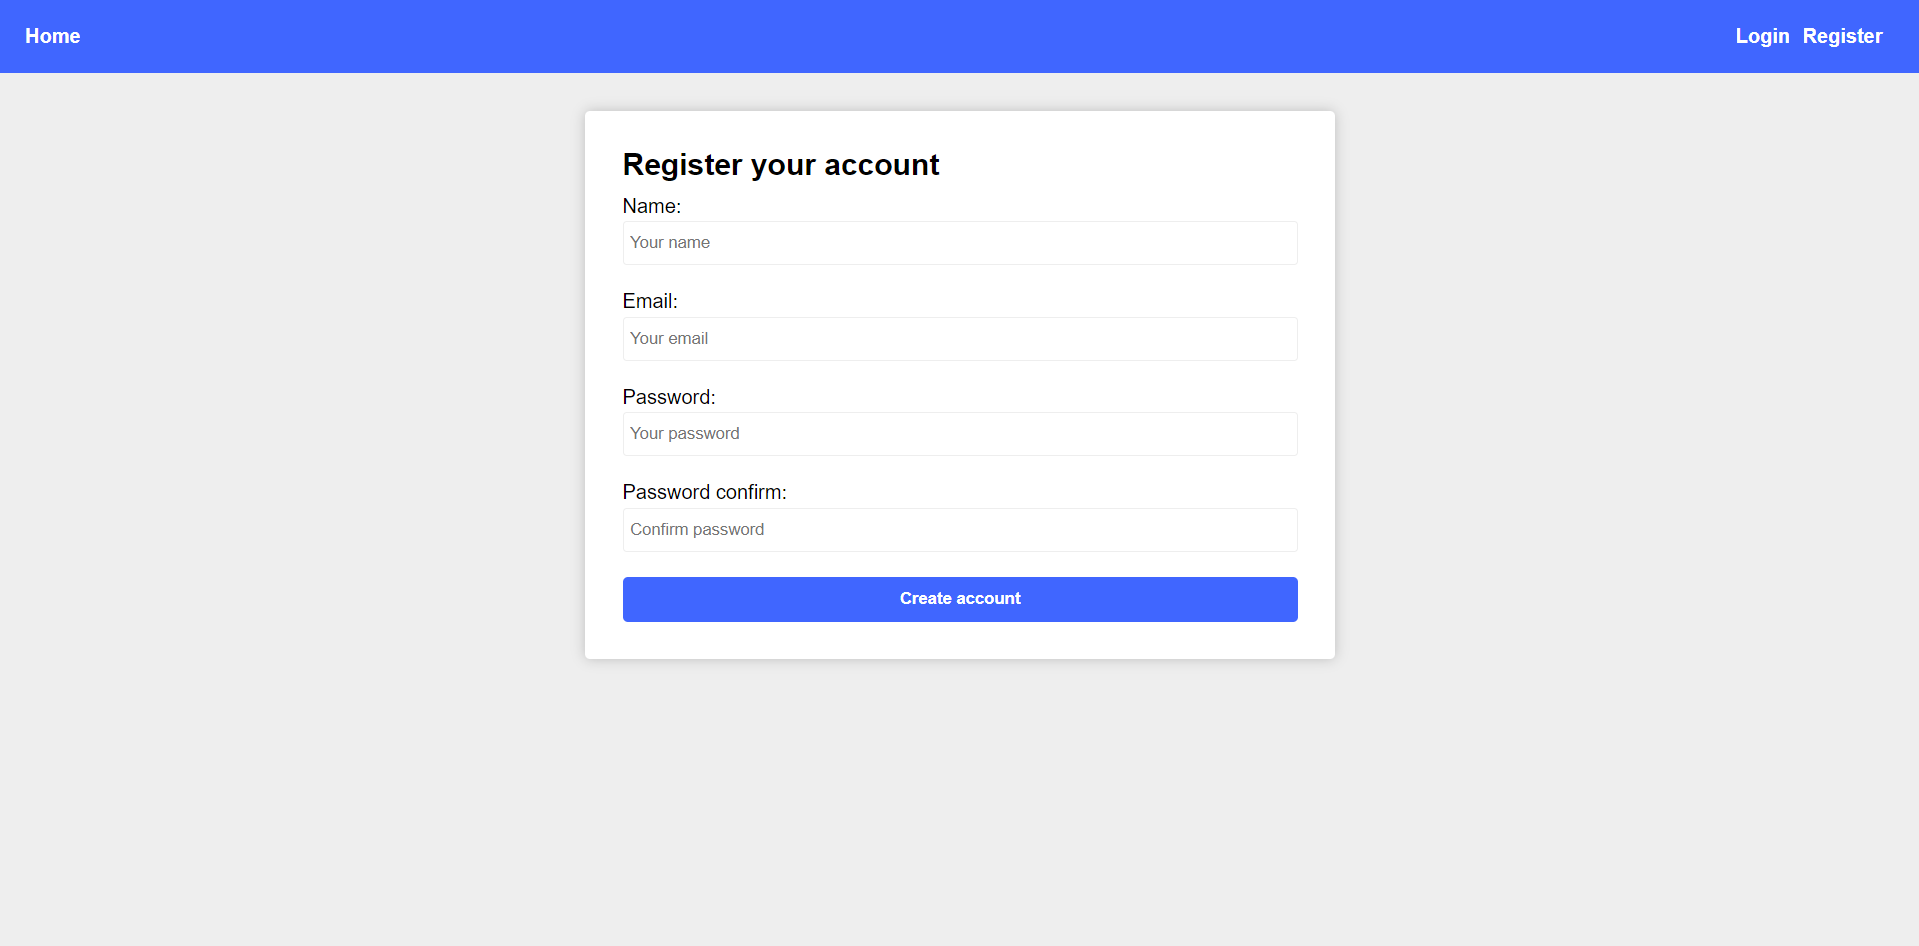 Home Login Register
Register your account
Name:
Your name
Email:
Your email
Password:
Your password
Password confirm:
Confirm password
Create account